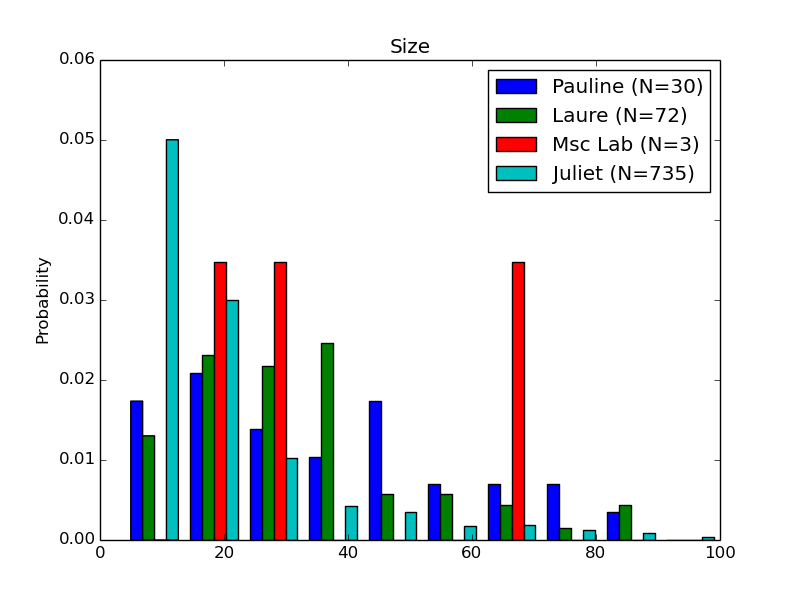 Size
0.06
0.05
0.04
0.03
0.02
0.01
0.00
Probability
Pauline (N=30)
Laure (N=72)
Msc Lab (N=3)
Juliet (N=735)
0 20 40 60 80 100